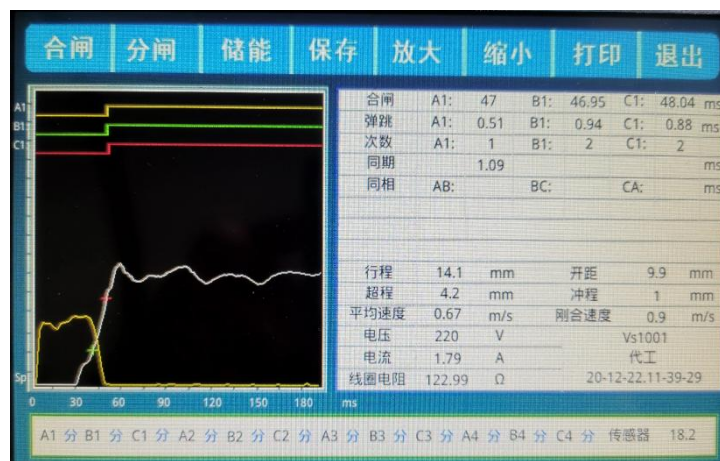 合闸 分闸 储能 保存 放大 缩小 打印 退出
合闸 A1: 47 B1: 46.95 C1: 48.04 ms
弹跳 A1: 0.51 B1: 0.94 C1: 0.88 ms
次数 A1: 1 B1: 2 C1: 2
同期 1.09 ms
同相 AB: BC: CA: ms
A1
B1
C1
Sp
0 30 60 90 120 150 180 ms
行程 14.1 mm 开距 9.9 mm
超程 4.2 mm 冲程 1 mm
平均速度 0.67 m/s 刚合速度 0.9 m/s
电压 220 V Vs1001
电流 1.79 A 代工
线圈电阻 122.99 Ω 20-12-22.11-39-29
A1 分 B1 分 C1 分 A2 分 B2 分 C2 分 A3 分 B3 分 C3 分 A4 分 B4 分 C4 分 传感器 18.2